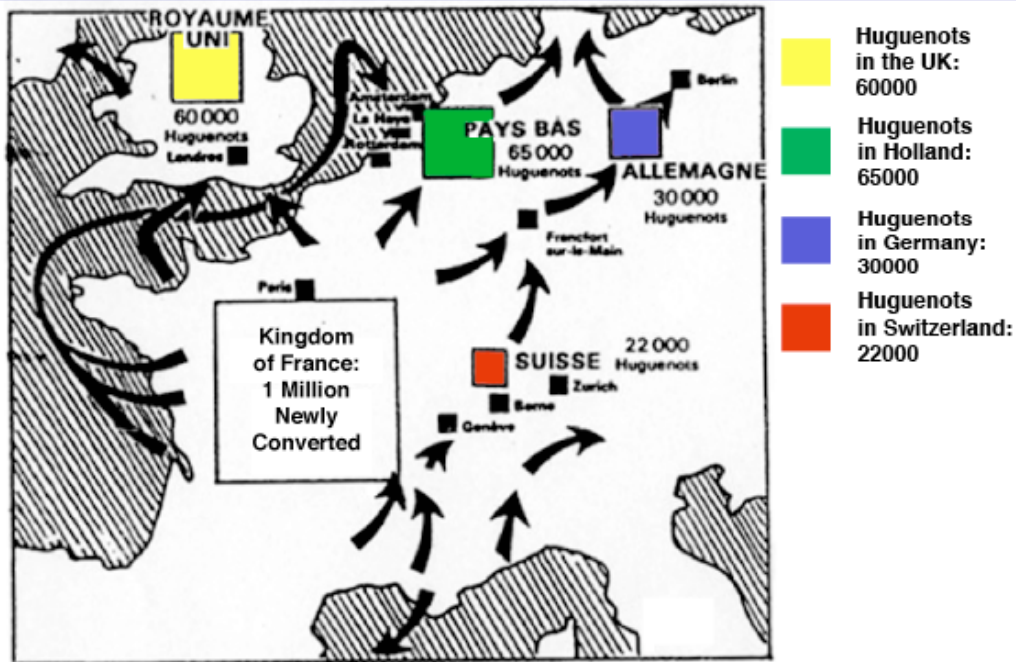 ROYAUME
UNI
60 000
Huguenots
Londres
Amsterdam
La Haye
Rotterdam
PAYS BAS
65 000
Huguenots
Berlin
ALLEMAGNE
30 000
Huguenots
Francfort
sur-le-Main
Paris
Kingdom
of France:
1 Million
Newly
Converted
SUISSE
22 000
Huguenots
Zurich
Berne
Genève
Huguenots
in the UK:
60000
Huguenots
in Holland:
65000
Huguenots
in Germany:
30000
Huguenots
in Switzerland:
22000